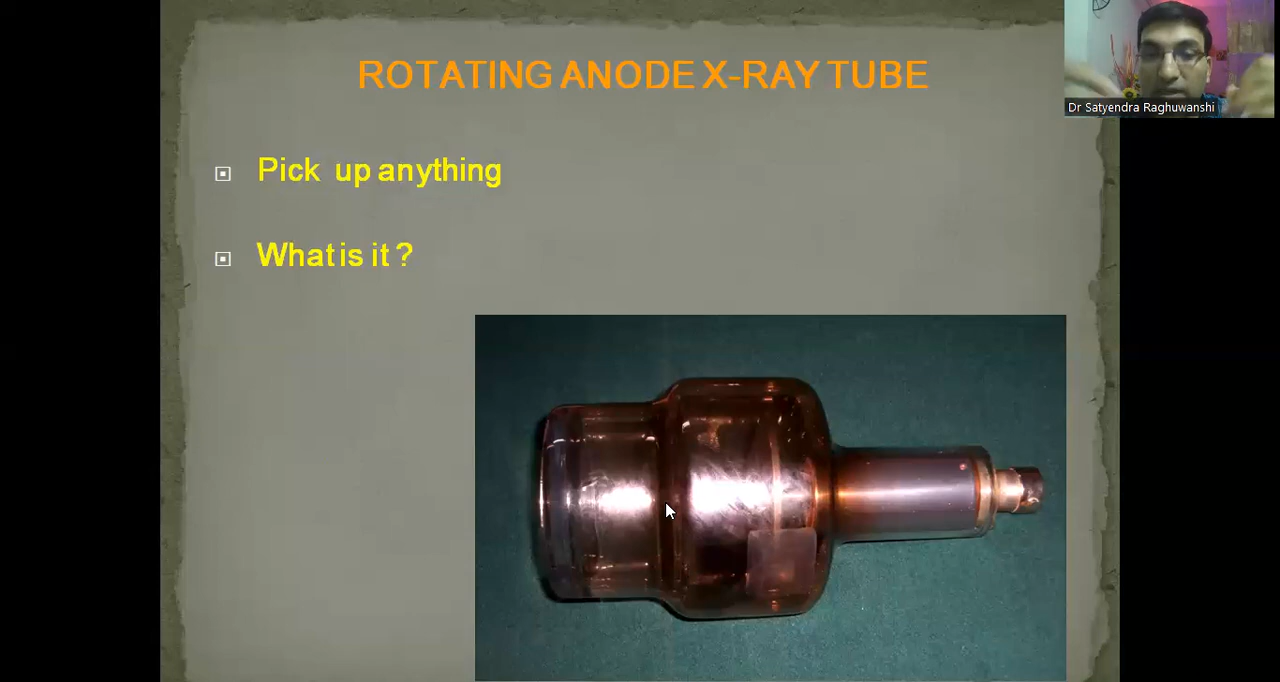 ROTATING ANODE X-RAY TUBE
Dr Satyendra Raghuwanshi
Pick up anything
What is it ?